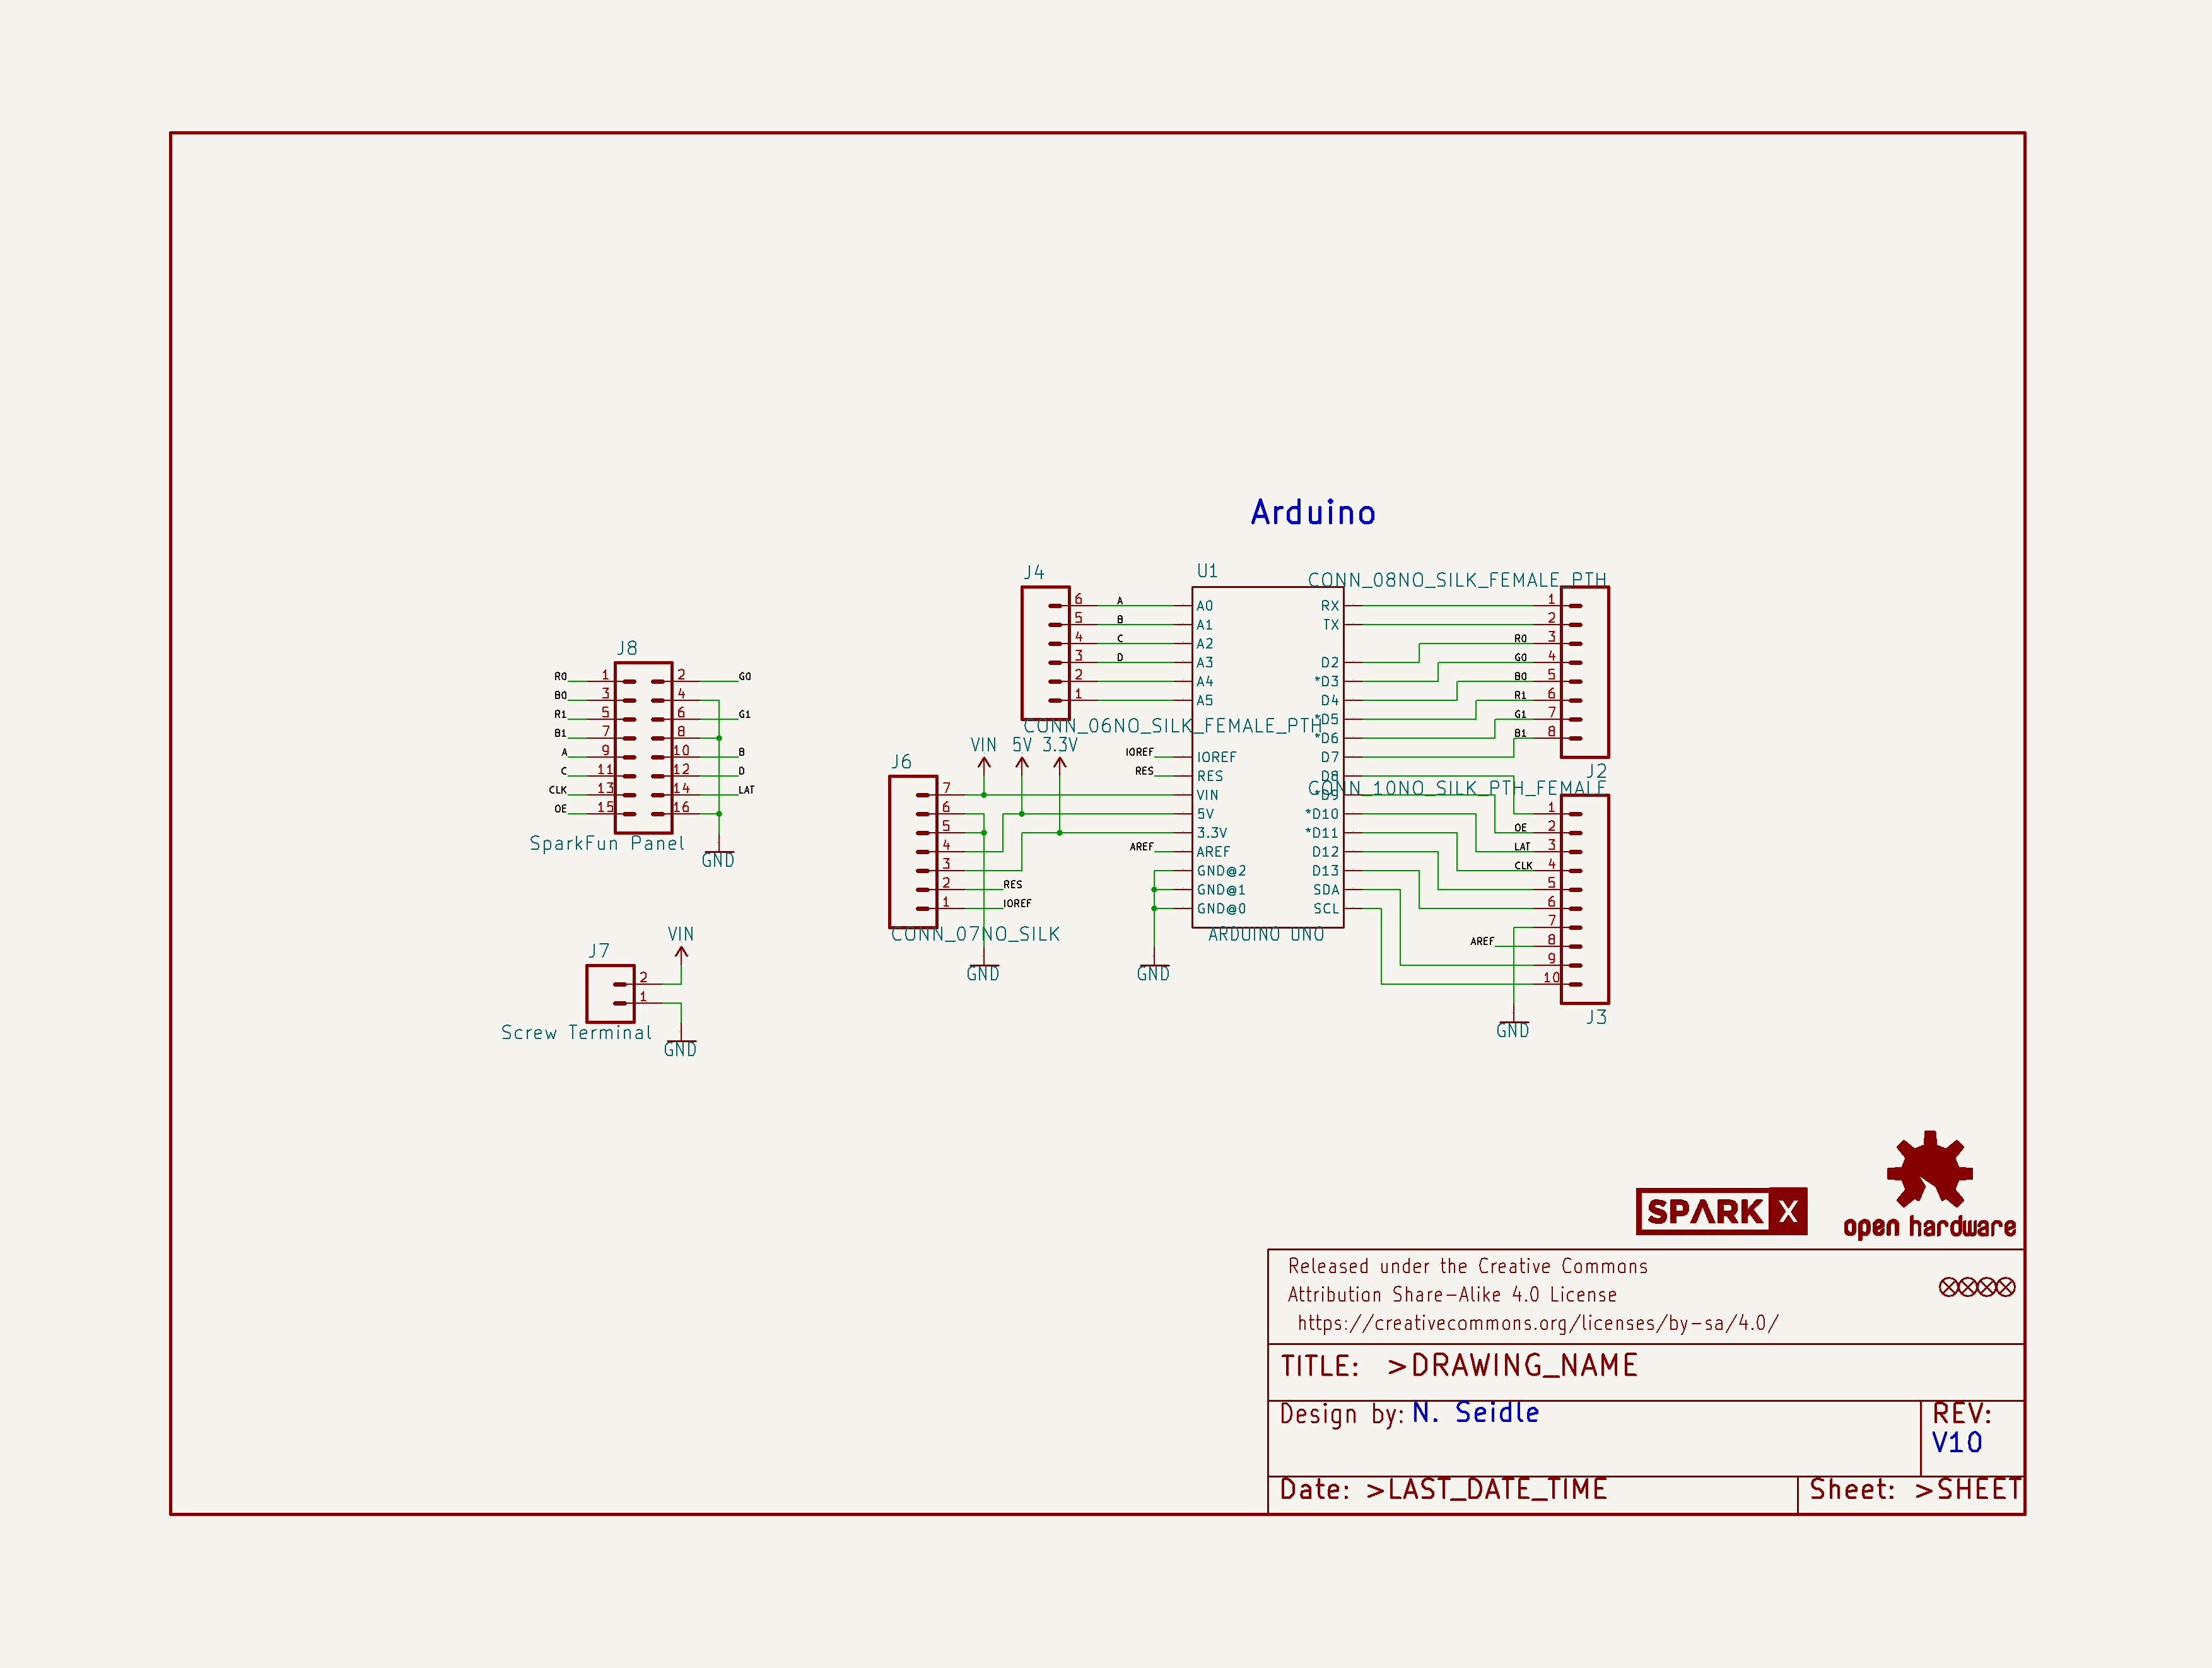 Arduino
J4
U1
CONN_08NO_SILK_FEMALE_PTH
6 A A0 RX 1
5 B A1 TX 2
4 C A2 R0 3
3 D A3 D2 G0 4
2 A4 *D3 B0 5
1 A5 D4 R1 6
*D5 G1 7
*D6 B1 8
D7
J2
CONN_06NO_SILK_FEMALE_PTH
J8
R0 1 2 G0
B0 3 4
R1 5 6 G1
B1 7 8
A 9 10 B
C 11 12 D
CLK 13 14 LAT
OE 15 16
SparkFun Panel
GND
VIN 5V 3.3V
J6
7
6
5
4
3
2 RES
1 IOREF
CONN_07NO_SILK
GND
IOREF IOREF
RES RES
VIN
5V
3.3V
AREF AREF
GND@2
GND@1
GND@0
GND
D8
*D9
*D10
*D11
D12
D13
SDA
SCL
ARDUINO UNO
CONN_10NO_SILK_PTH_FEMALE
1
OE 2
LAT 3
CLK 4
5
6
7
AREF 8
9
10
J3
GND
VIN
J7
2
1
Screw Terminal
GND
SPARK X
open hardware
Released under the Creative Commons
Attribution Share-Alike 4.0 License
https://creativecommons.org/licenses/by-sa/4.0/
TITLE: >DRAWING_NAME
Design by: N. Seidle
REV:
V10
Date: >LAST_DATE_TIME
Sheet: >SHEET